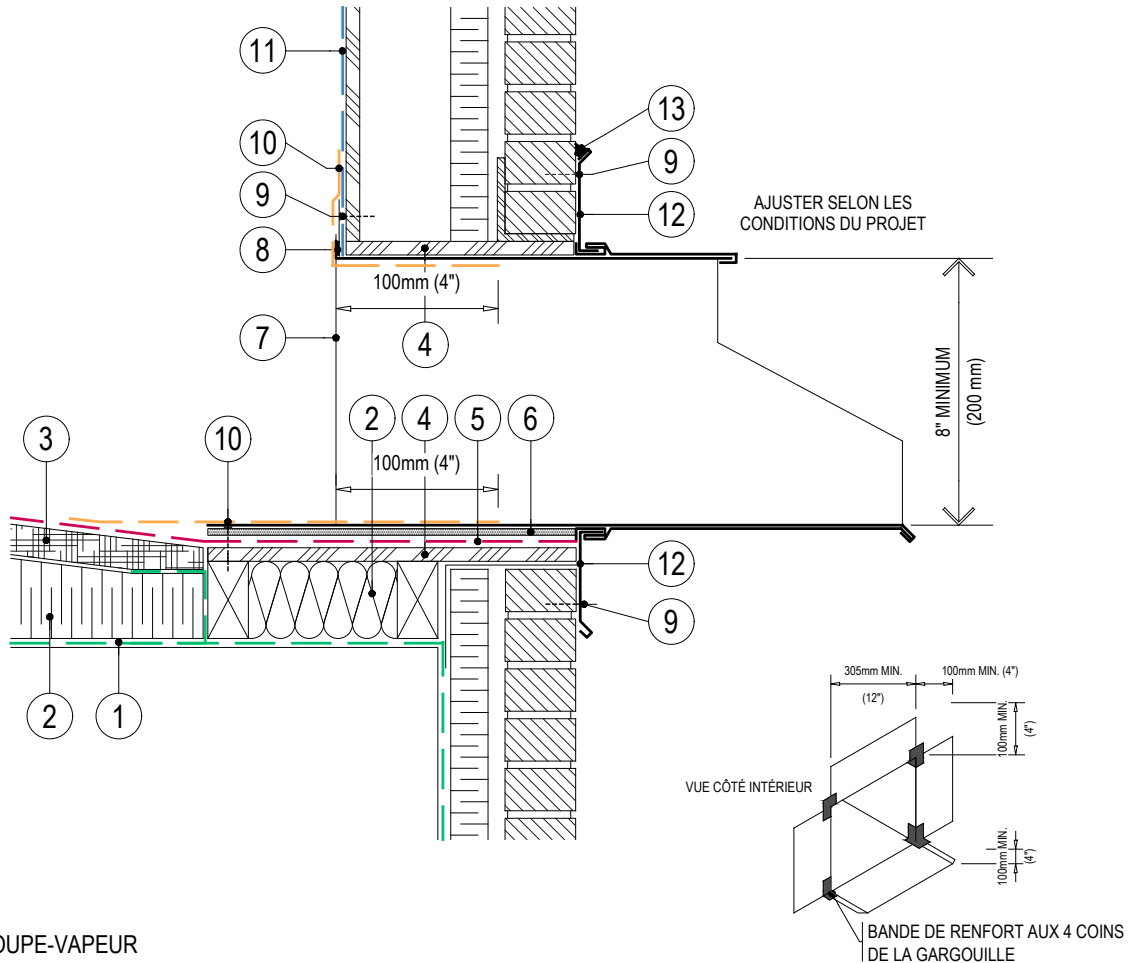 11
10
9
8
7
13
9
12
AJUSTER SELON LES
CONDITIONS DU PROJET
100mm (4")
4
8" MINIMUM
(200 mm)
3
10
2
4
5
6
100mm (4")
12
9
2
1
305mm MIN.
(12")
100mm MIN. (4")
100mm MIN.
(4")
VUE CÔTÉ INTÉRIEUR
4
100mm MIN.
(4")
BANDE DE RENFORT AUX 4 COINS
DE LA GARGOUILLE
OUPE-VAPEUR